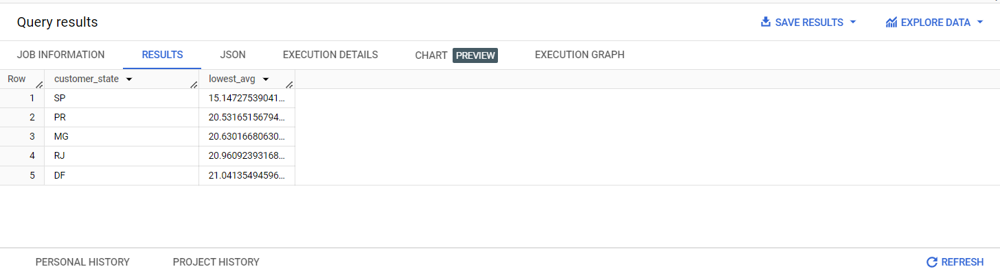 Query results SAVE RESULTS EXPLORE DATA
JOB INFORMATION RESULTS JSON EXECUTION DETAILS CHART PREVIEW EXECUTION GRAPH
Row customer_state lowest_avg
1 SP 15.14727539041...
2 PR 20.53165156794...
3 MG 20.63016680630...
4 RJ 20.96092393168...
5 DF 21.04135494596...
PERSONAL HISTORY PROJECT HISTORY REFRESH